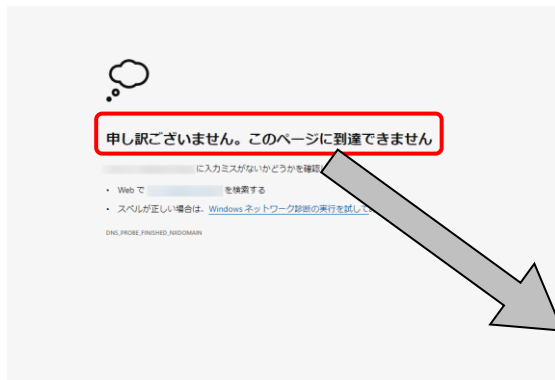 申し訳ございません。このページに到達できません
に入力ミスがないかどうかを確認
• Web で を検索する
• スペルが正しい場合は、Windows ネットワーク診断の実行を試して
DNS_PROBE_FINISHED_NXDOMAIN